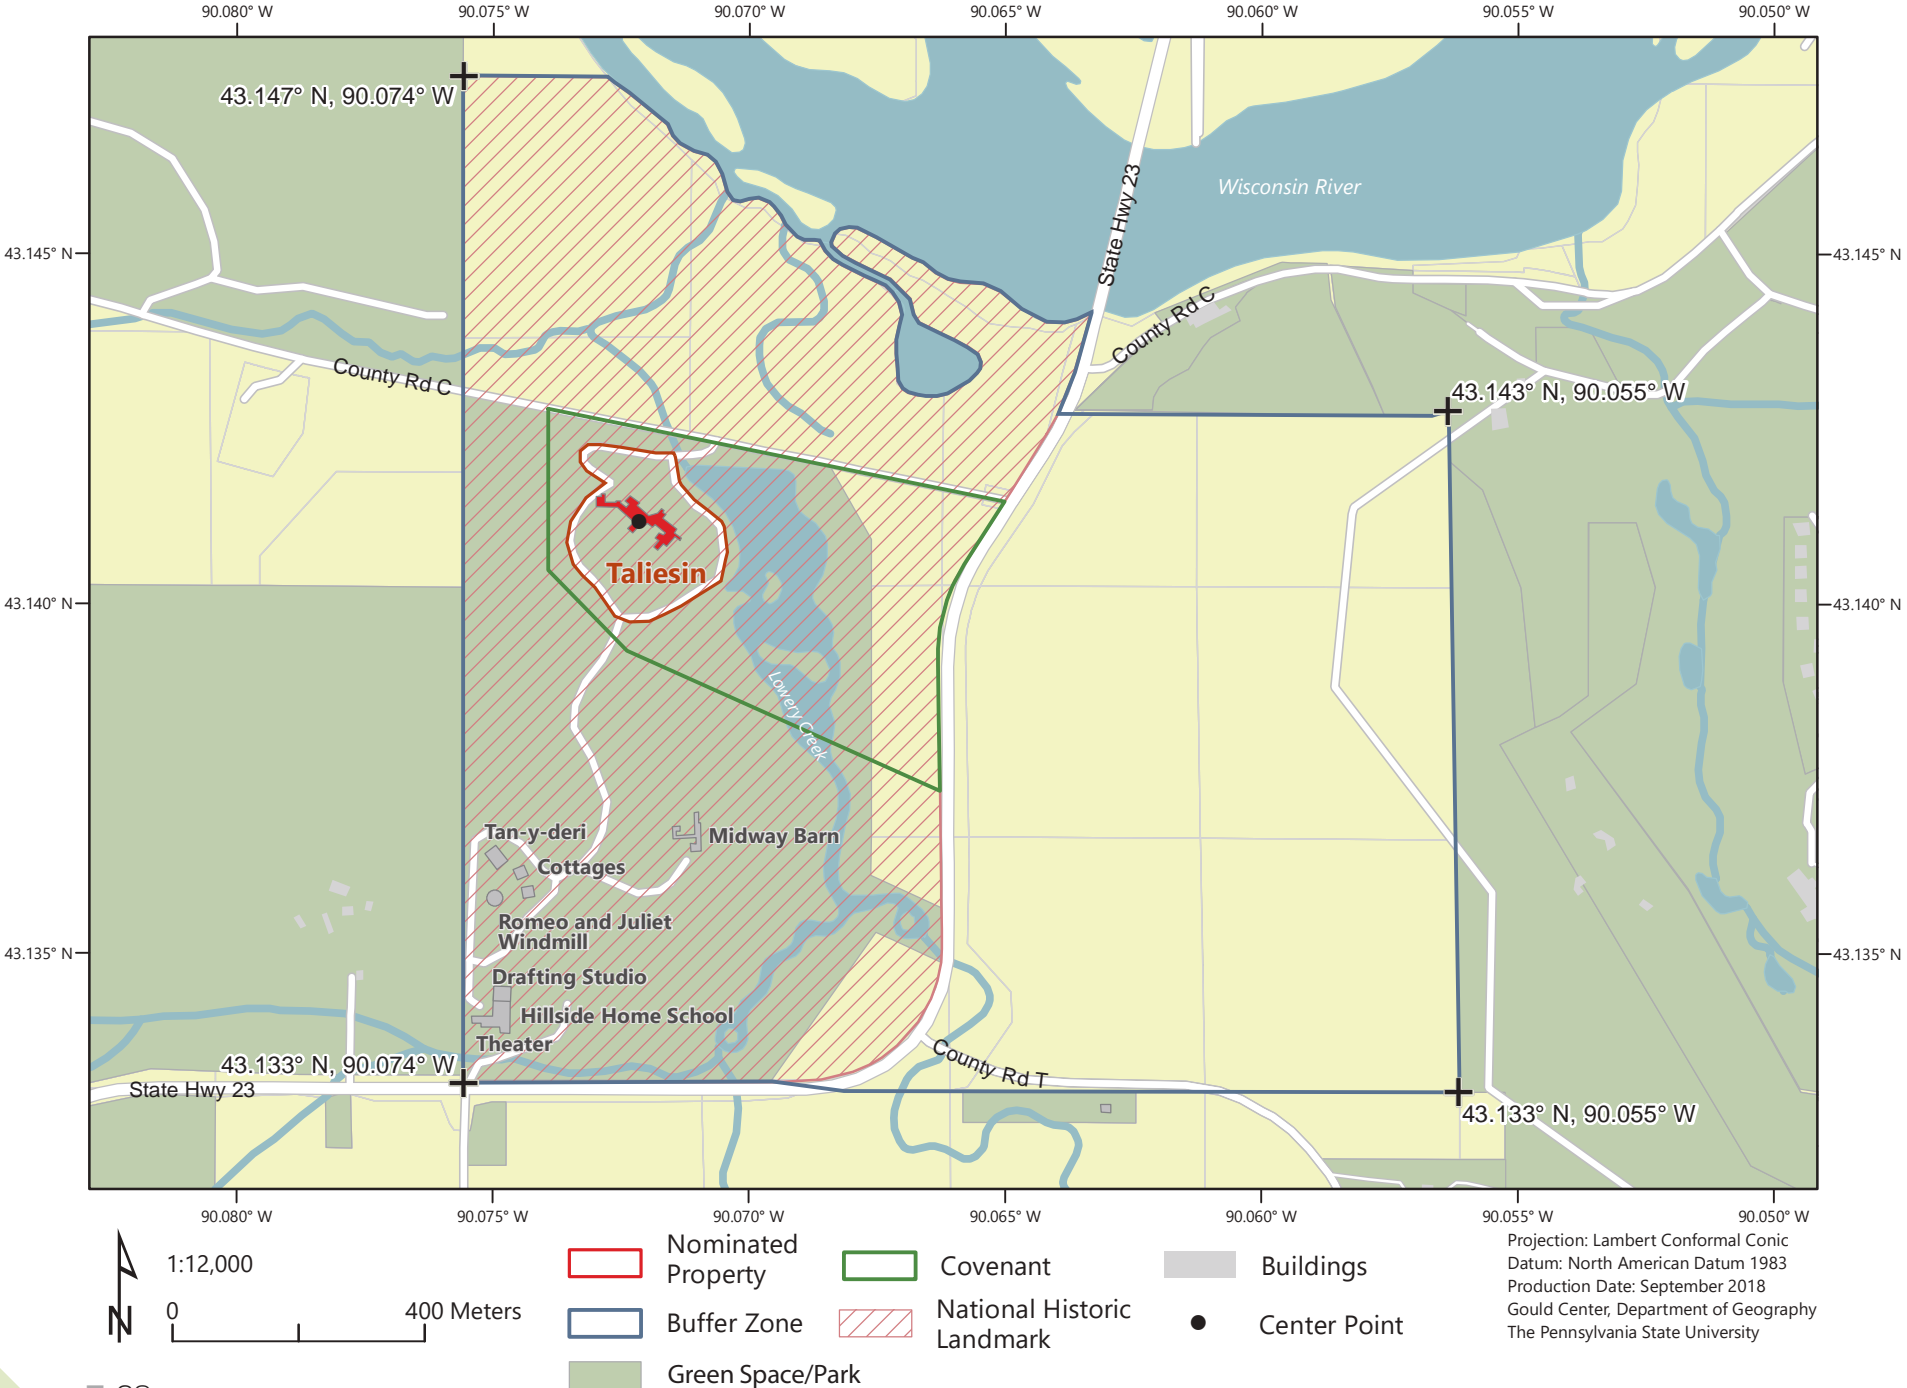 90.080° W
90.075° W
90.070° W
90.065° W
90.060° W
90.055° W
90.050° W
43.147° N, 90.074° W
Wisconsin River
State Hwy 23
43.145° N
43.145° N
County Rd C
County Rd C
43.143° N, 90.055° W
Taliesin
43.140° N
43.140° N
Lowery Creek
Tan-y-deri
Midway Barn
Cottages
Romeo and Juliet
Windmill
43.135° N
43.135° N
Drafting Studio
Hillside Home School
Theater
43.133° N, 90.074° W
County Rd T
State Hwy 23
43.133° N, 90.055° W
90.080° W
90.075° W
90.070° W
90.065° W
90.060° W
90.055° W
90.050° W
N
1:12,000
0
400 Meters
Nominated
Property
Buffer Zone
Green Space/Park
Covenant
National Historic
Landmark
Buildings
Center Point
Projection: Lambert Conformal Conic
Datum: North American Datum 1983
Production Date: September 2018
Gould Center, Department of Geography
The Pennsylvania State University